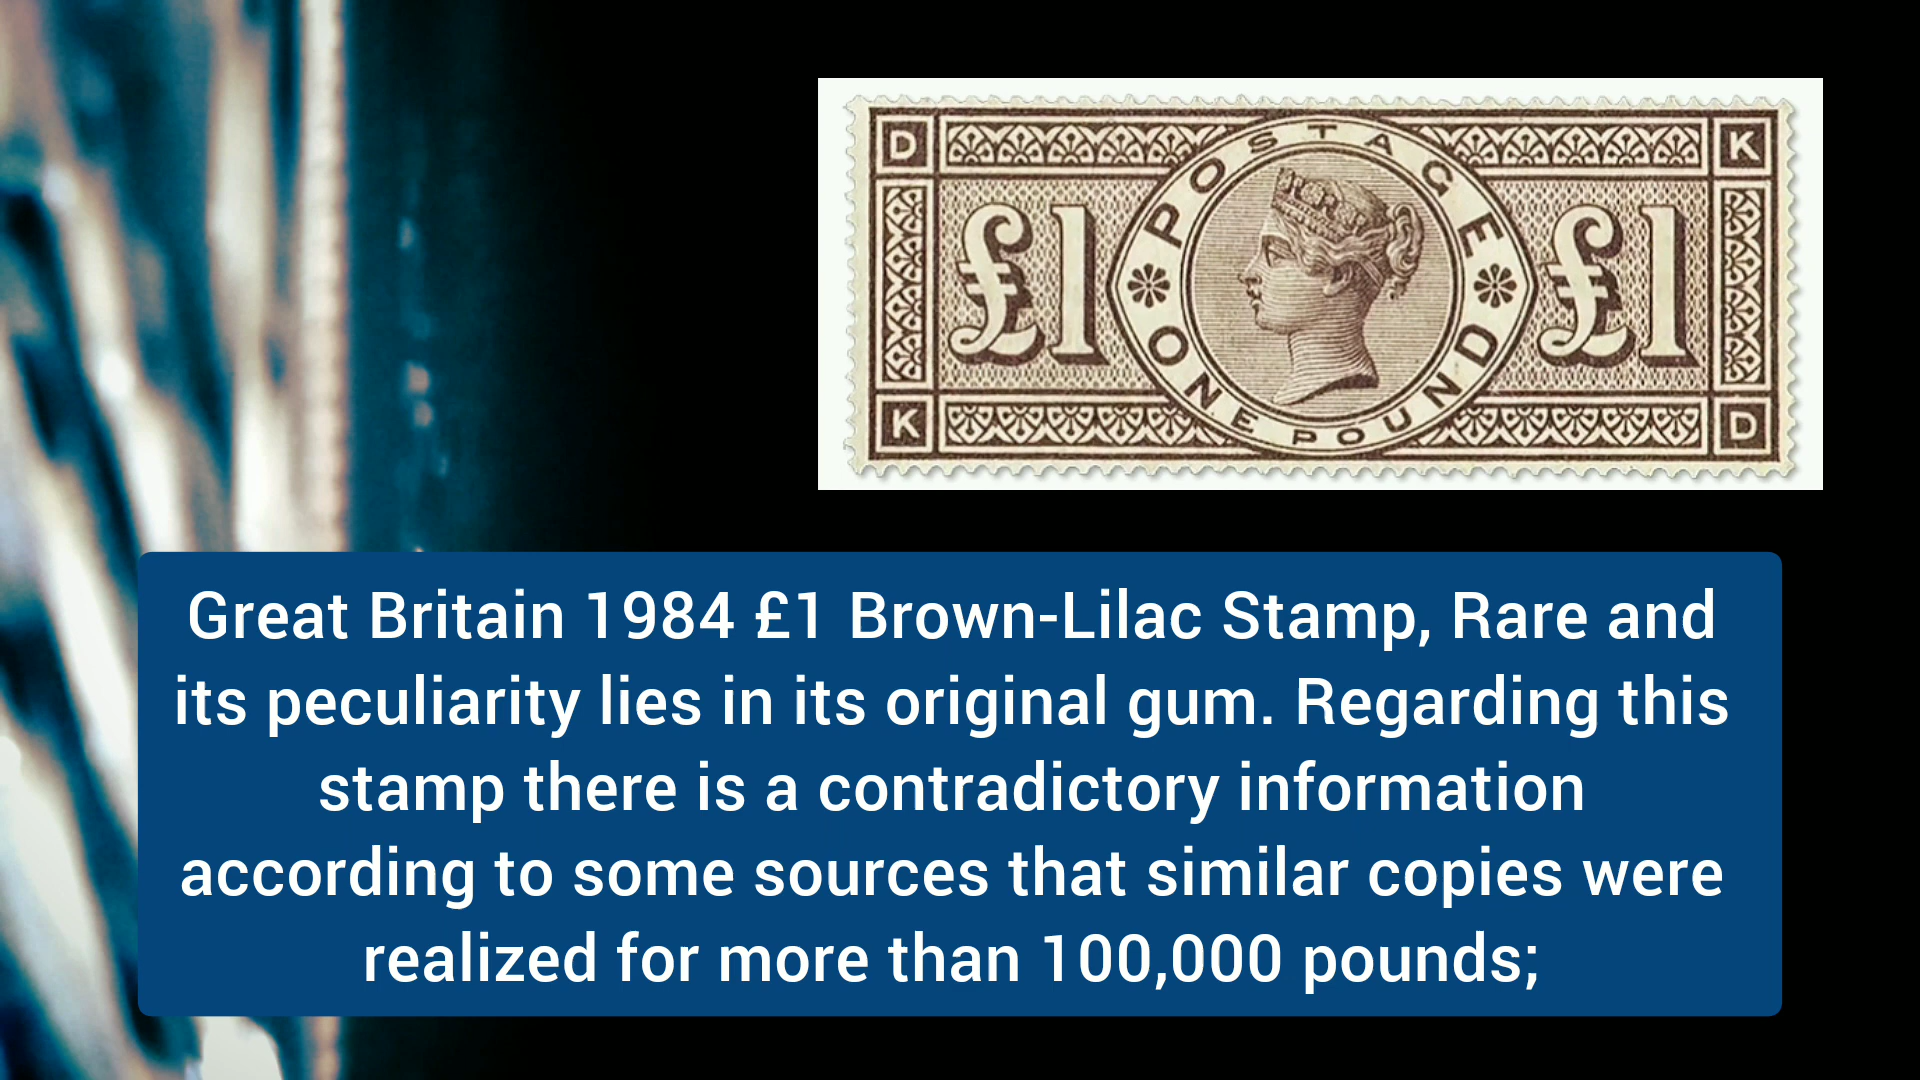 D K
POSTAGE
£1 £1
ONE POUND
K D
Great Britain 1984 £1 Brown-Lilac Stamp, Rare and
its peculiarity lies in its original gum. Regarding this
stamp there is a contradictory information
according to some sources that similar copies were
realized for more than 100,000 pounds;